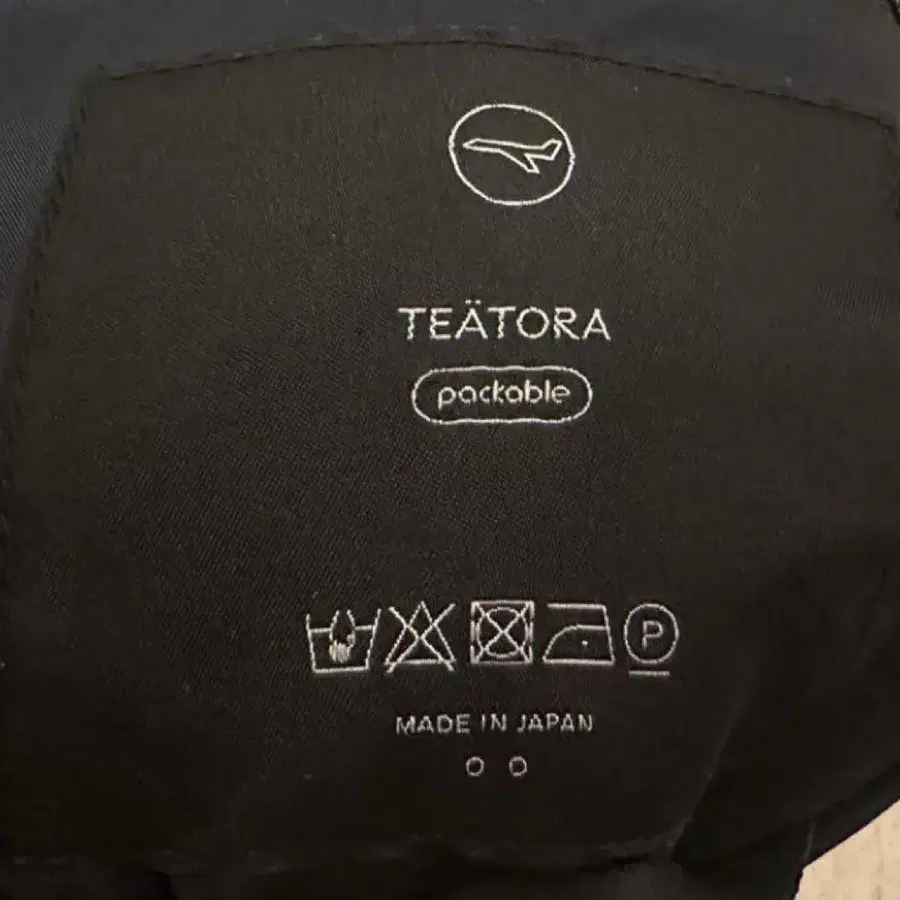 TEÄTORA
packable
P
MADE IN JAPAN